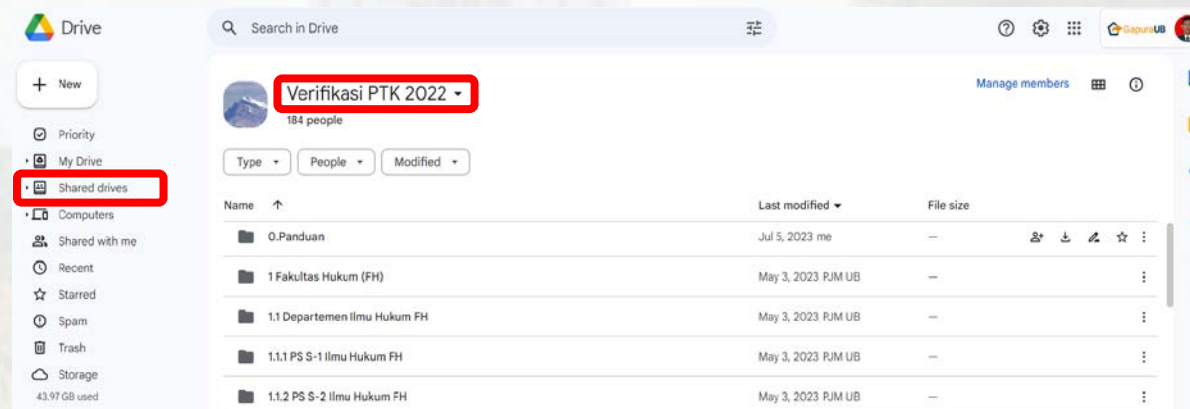 Drive
Search in Drive
GapuraUB
New
Verifikasi PTK 2022
184 people
Manage members
Priority
My Drive
Shared drives
Computers
Shared with me
Recent
Starred
Spam
Trash
Storage
43.97 GB used
Type People Modified
Name Last modified File size
0.Panduan Jul 5, 2023 me —
1 Fakultas Hukum (FH) May 3, 2023 PJM UB —
1.1 Departemen Ilmu Hukum FH May 3, 2023 PJM UB —
1.1.1 PS S-1 Ilmu Hukum FH May 3, 2023 PJM UB —
1.1.2 PS S-2 Ilmu Hukum FH May 3, 2023 PJM UB —